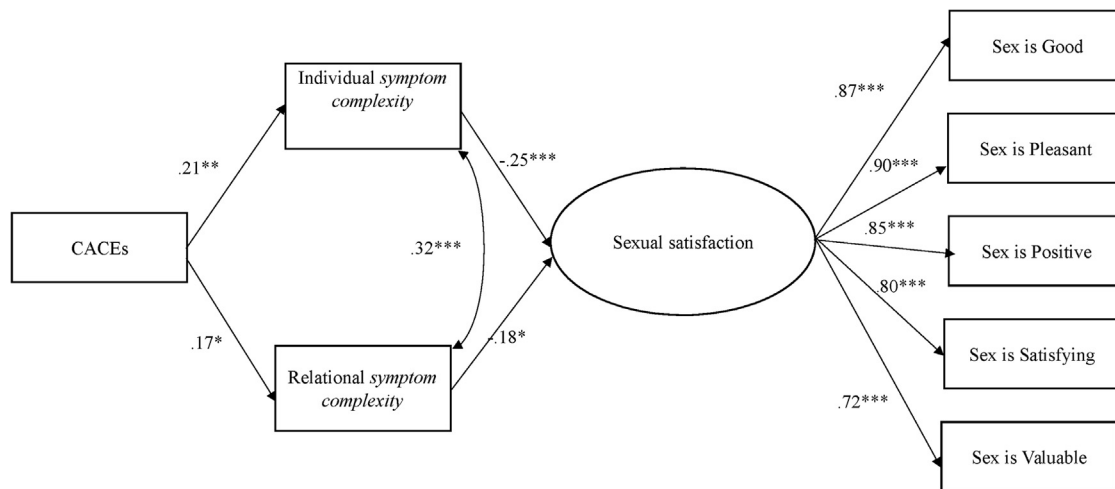 CACEs
.21**
.17*
Individual symptom
complexity
Relational symptom
complexity
.32***
-.25***
-.18*
Sexual satisfaction
.87***
.90***
.85***
.80***
.72***
Sex is Good
Sex is Pleasant
Sex is Positive
Sex is Satisfying
Sex is Valuable